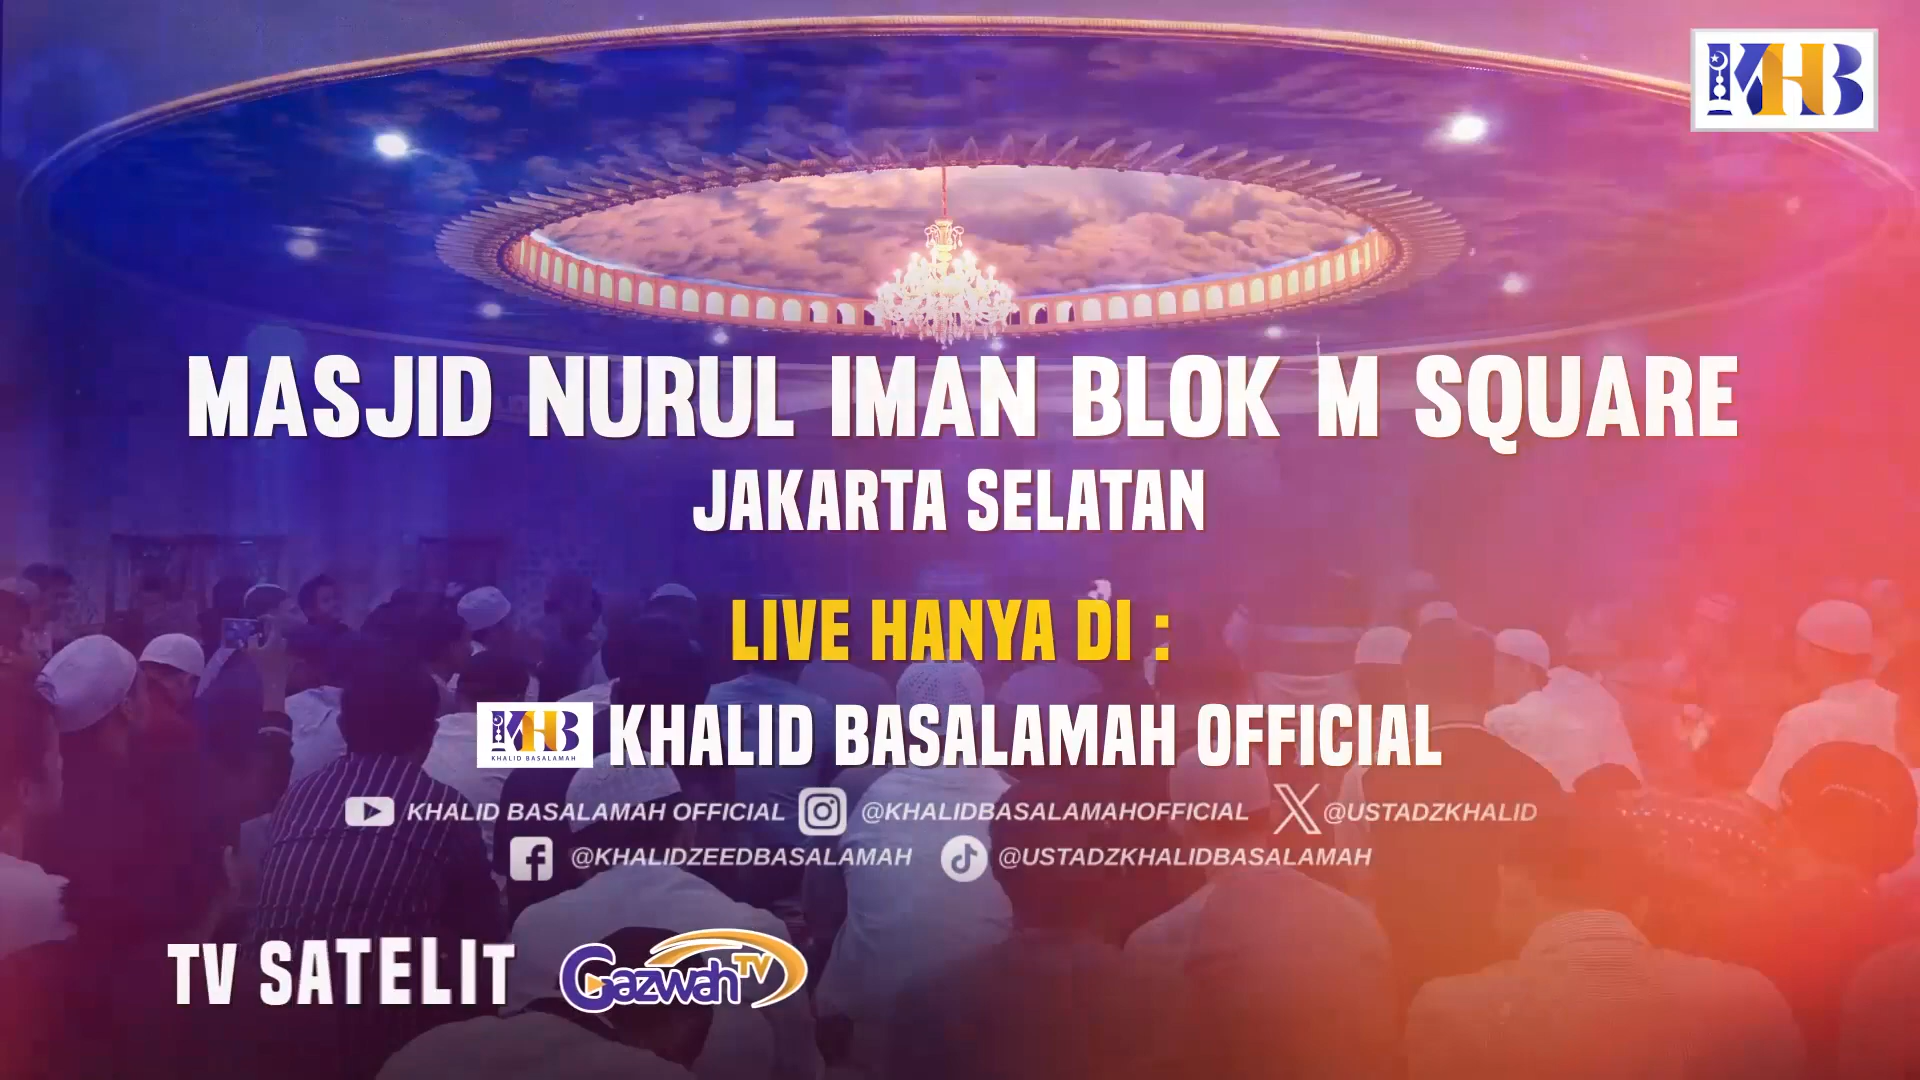 KHB
MASJID NURUL IMAN BLOK M SQUARE
JAKARTA SELATAN
LIVE HANYA DI :
KHB KHALID BASALAMAH KHALID BASALAMAH OFFICIAL
KHALID BASALAMAH OFFICIAL @KHALIDBASALAMAHOFFICIAL @USTADZKHALID
@KHALIDZEEDBASALAMAH @USTADZKHALIDBASALAMAH
TV SATELIT Gazwah TV